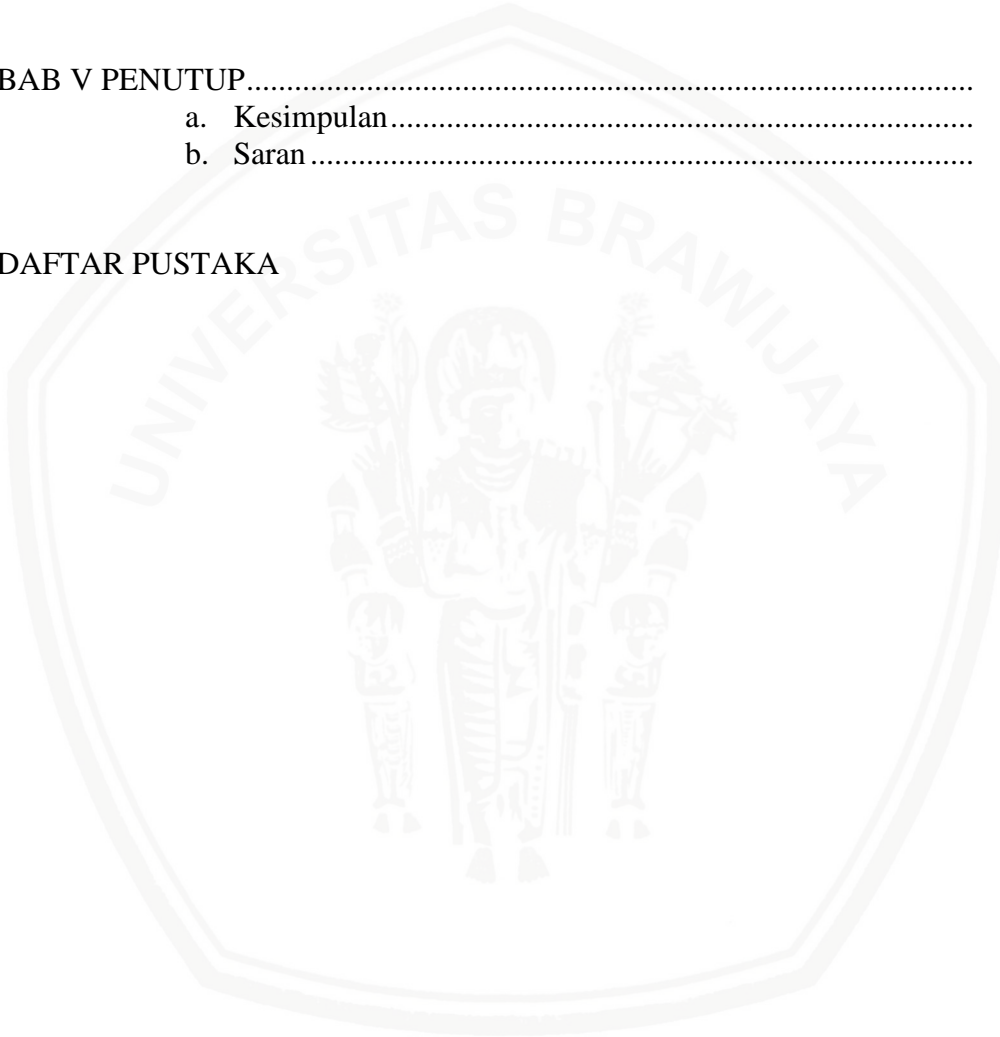 BAB V PENUTUP...........................................................................................
a. Kesimpulan.........................................................................
b. Saran...................................................................................
DAFTAR PUSTAKA
UNIVERSITAS BRAWIJAYA